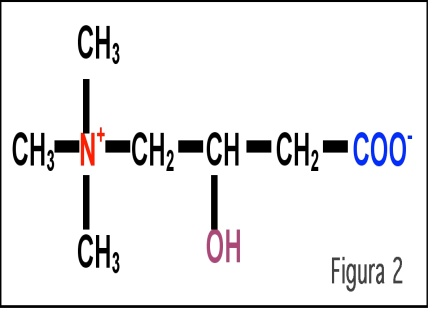 CH₃
CH₃ N⁺ CH₂ CH CH₂ COO⁻
CH₃ OH
Figura 2